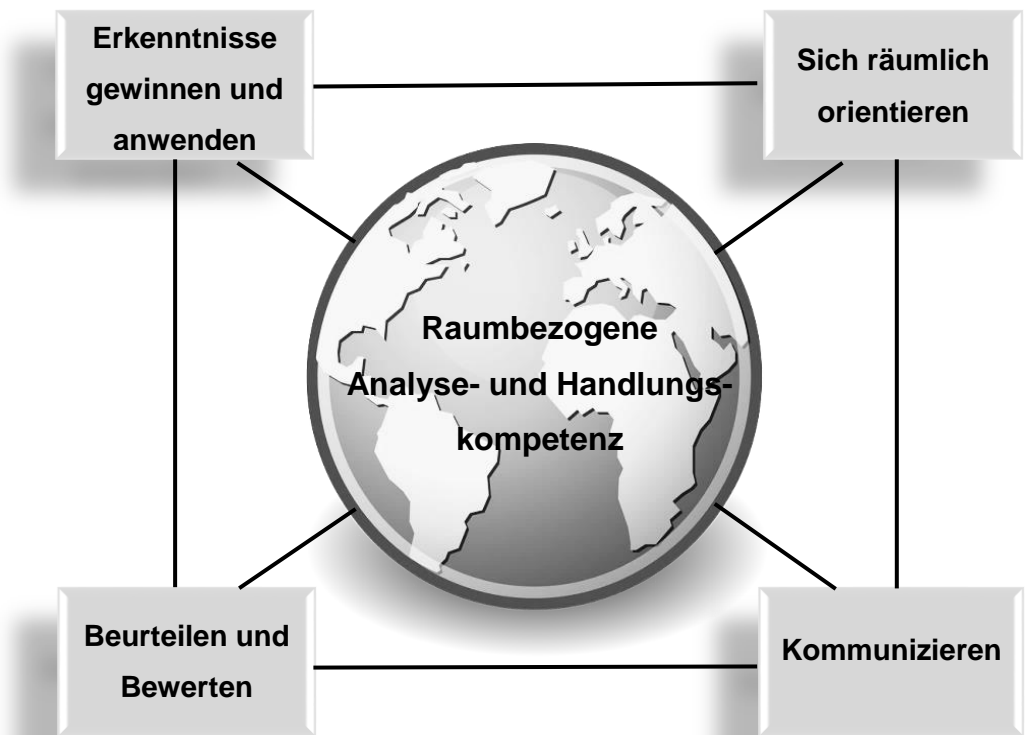 Erkenntnisse
gewinnen und
anwenden
Sich räumlich
orientieren
Raumbezogene
Analyse- und Handlungs-
kompetenz
Beurteilen und
Bewerten
Kommunizieren